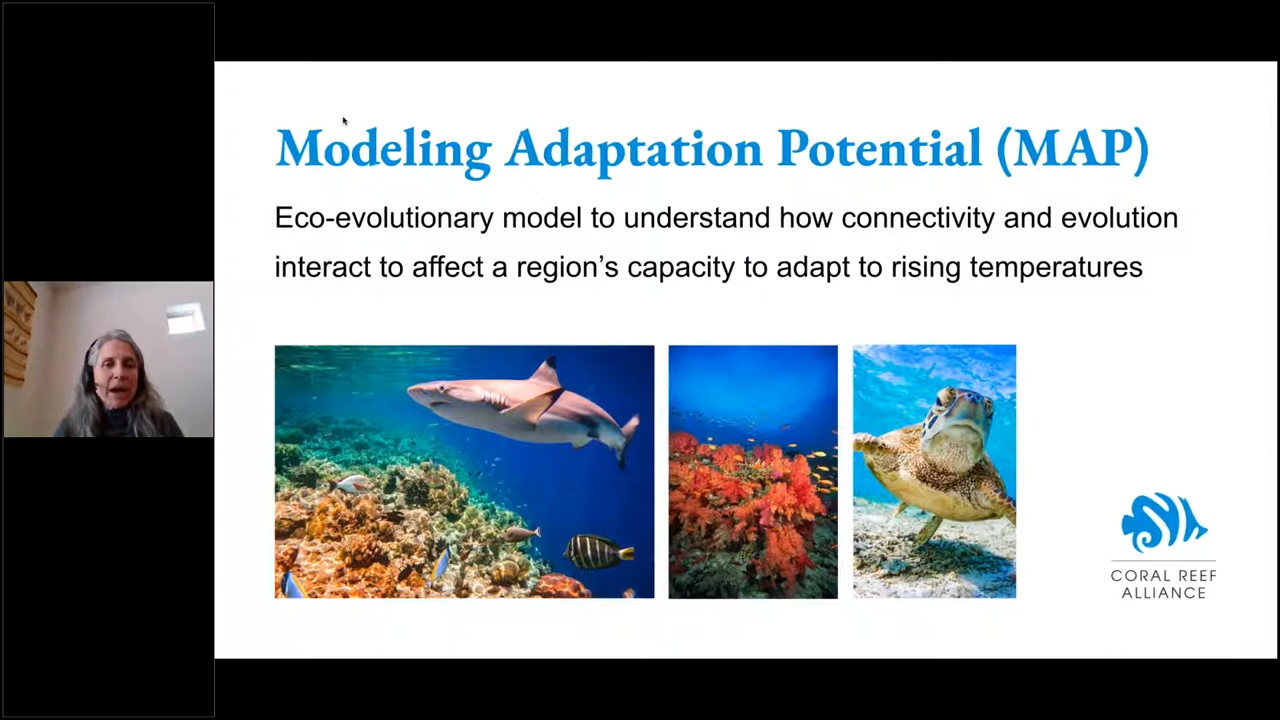 Modeling Adaptation Potential (MAP)
Eco-evolutionary model to understand how connectivity and evolution
interact to affect a region’s capacity to adapt to rising temperatures
CORAL REEF
ALLIANCE